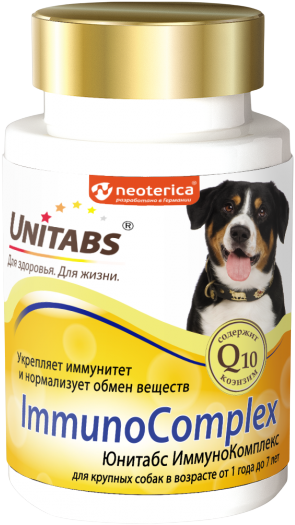 neoterica®
разработано в Германии
UNITABS®
Для здоровья. Для жизни.
содержит
Q10
коэнзим
Укрепляет иммунитет
и нормализует обмен веществ
ImmunoComplex
Юнитабс ИммуноКомплекс
для крупных собак в возрасте от 1 года до 7 лет